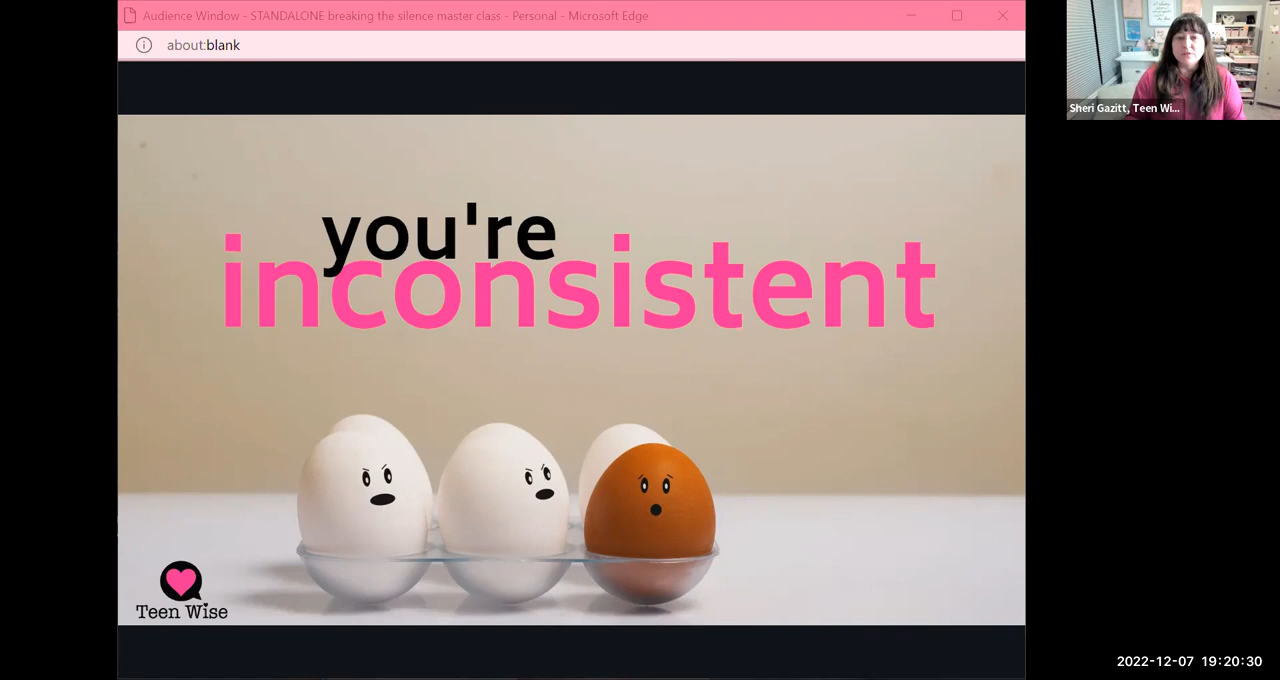 Audience Window - STANDALONE breaking the silence master class - Personal - Microsoft Edge
about:blank
you're
inconsistent
Teen Wise
Sheri Gazitt, Teen Wi...
2022-12-07 19:20:30